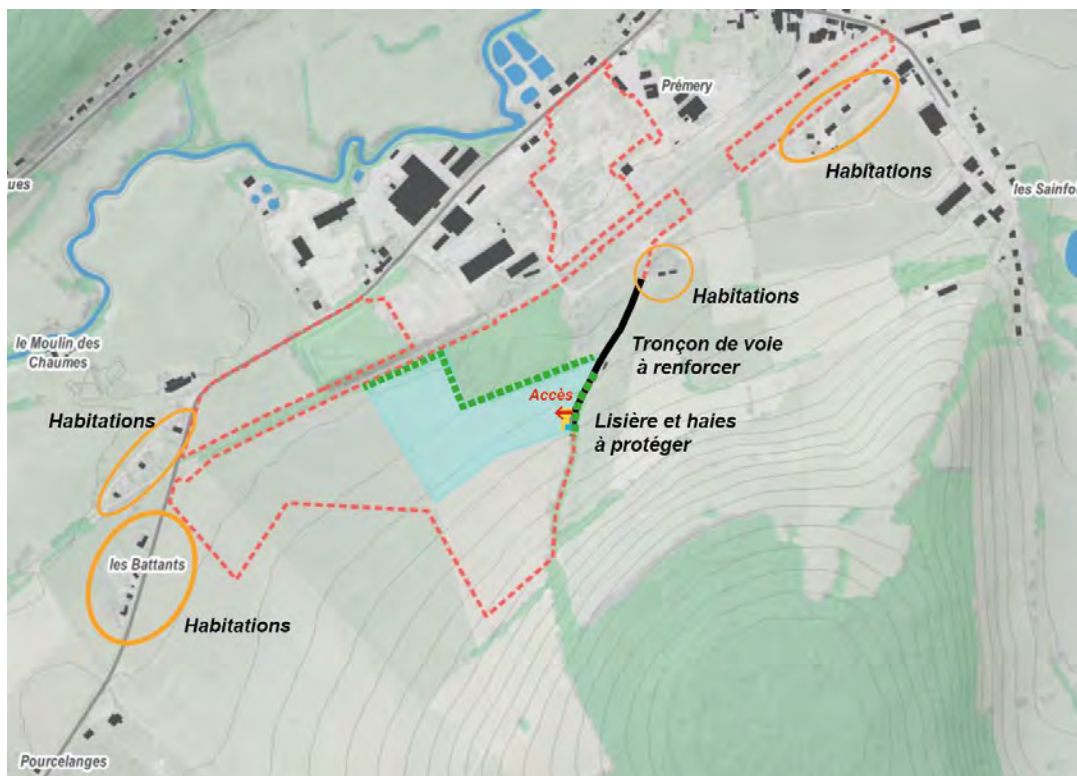 Prémery
Habitations
ues
les Sainfo
Habitations
le Moulin des
Chaumes
Tronçon de voie
à renforcer
Accès
Habitations
Lisière et haies
à protéger
les Battants
Habitations
Pourcelanges